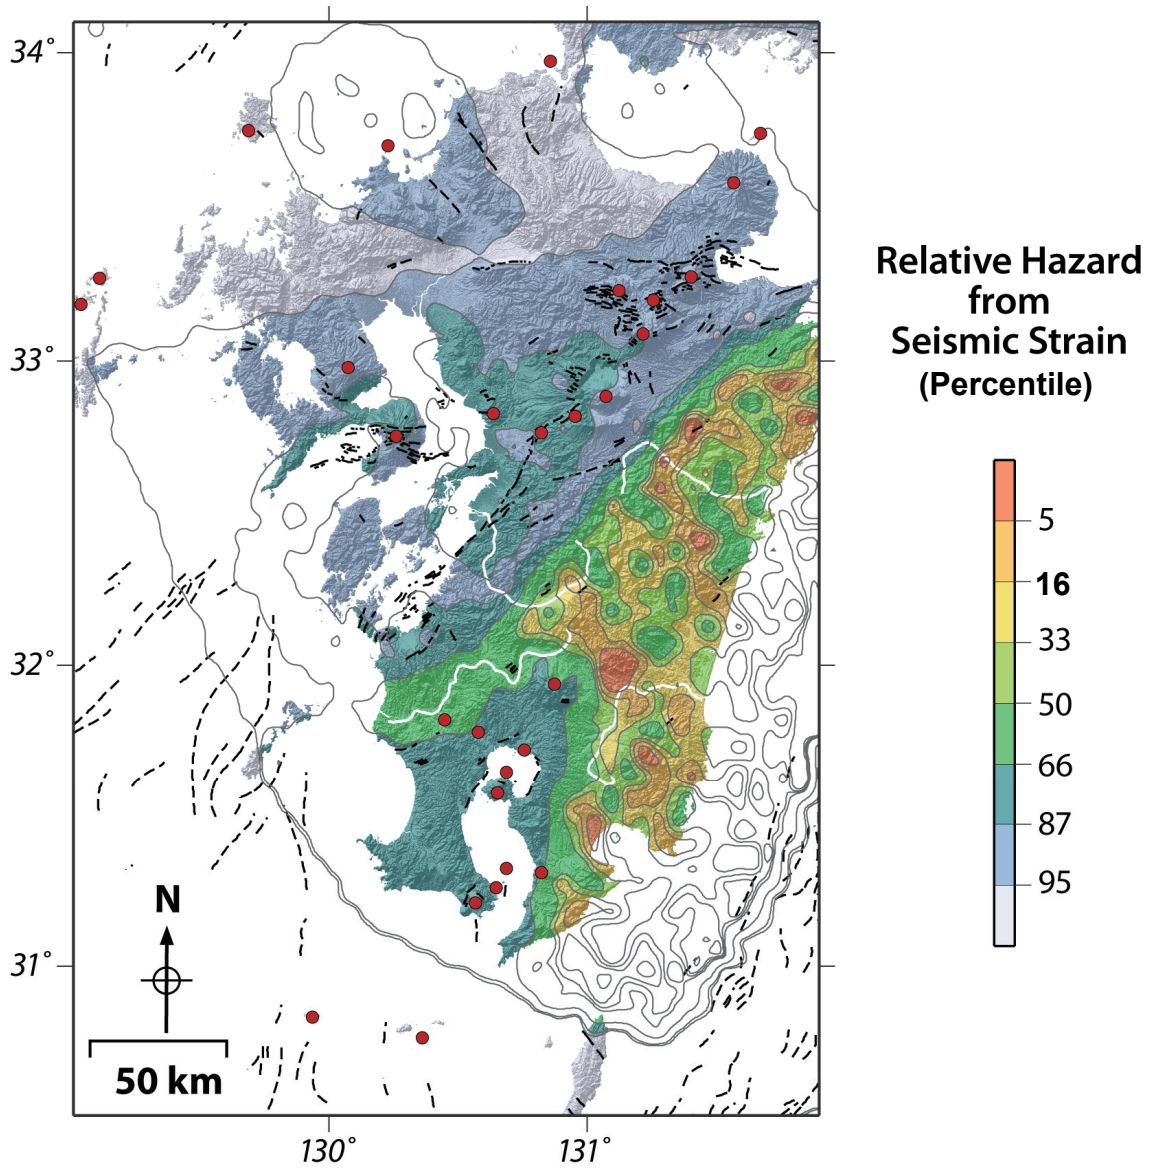 34˚
33˚
32˚
31˚
130˚
131˚
N
50 km
Relative Hazard
from
Seismic Strain
(Percentile)
5
16
33
50
66
87
95